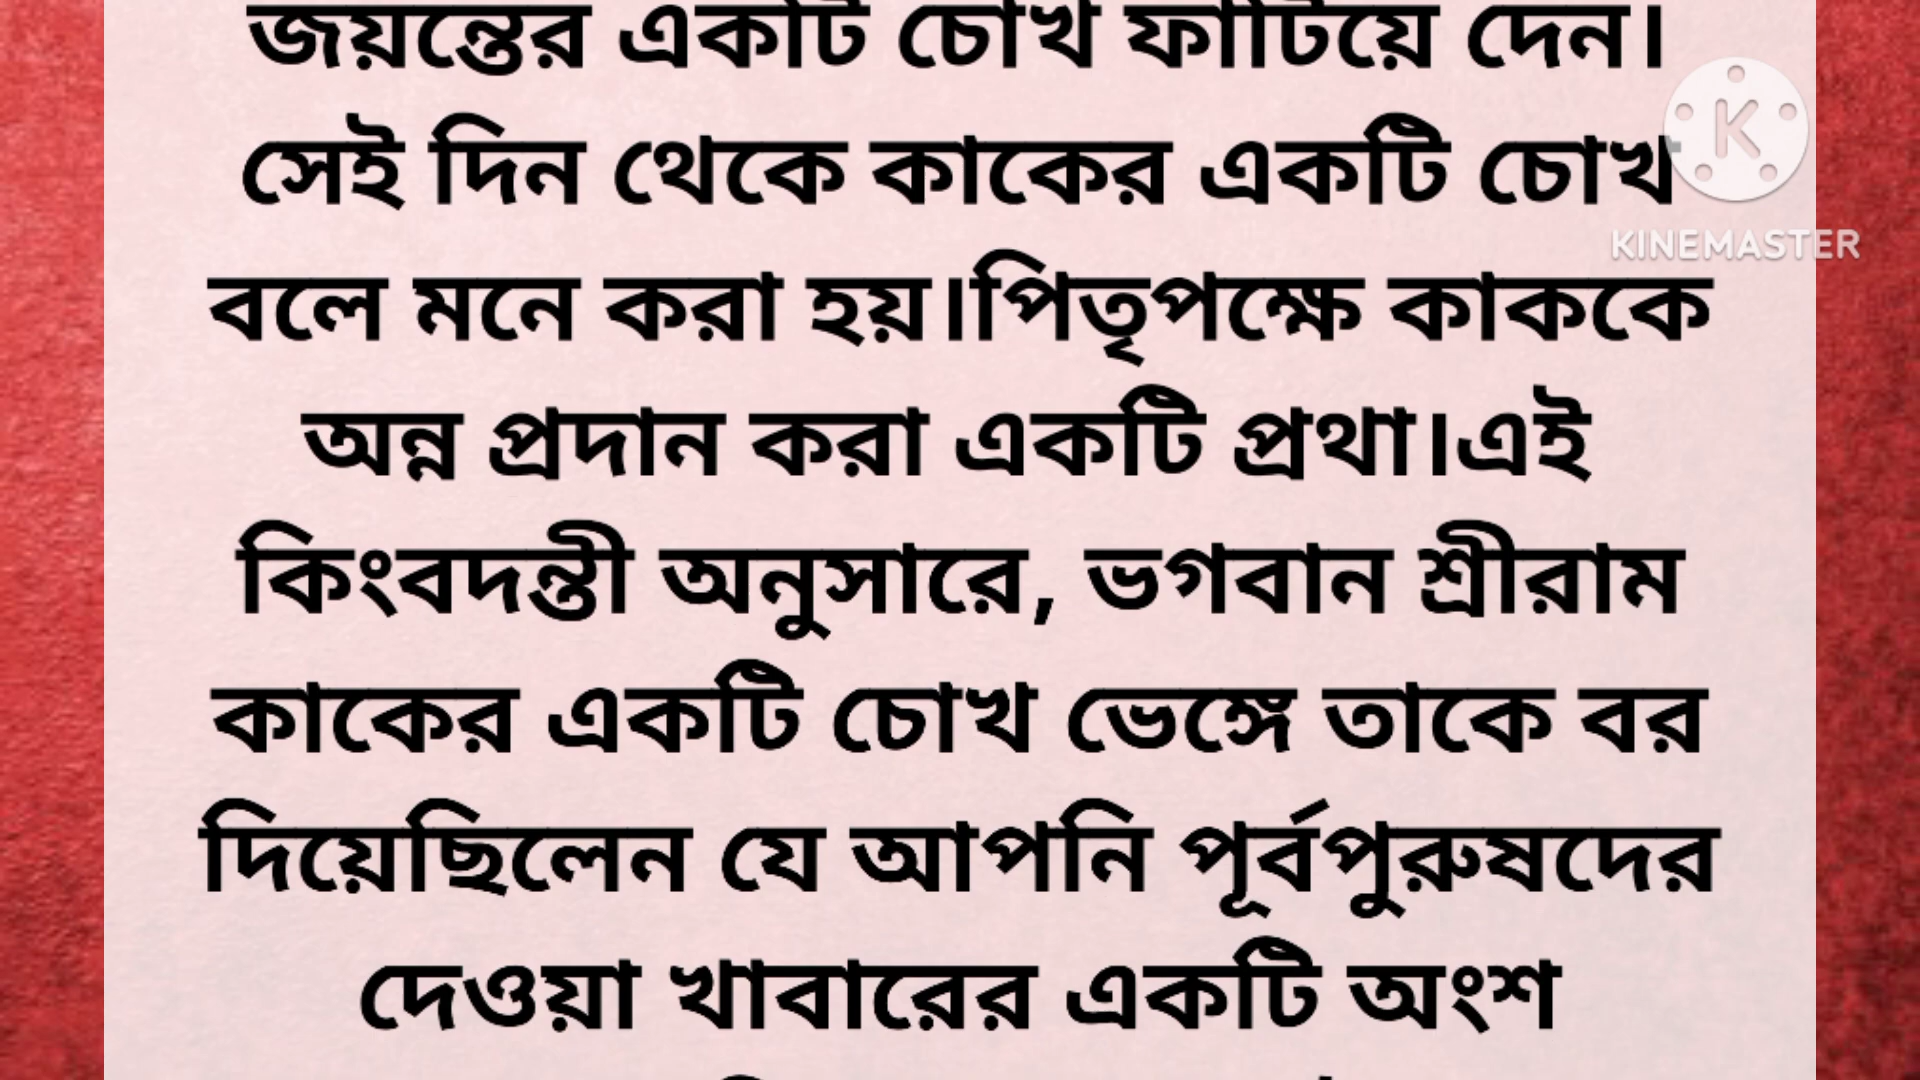 জয়ন্তের একটি চোখ ফাটিয়ে দেন।
সেই দিন থেকে কাকের একটি চোখ
বলে মনে করা হয়।পিতৃপক্ষে কাককে
অন্ন প্রদান করা একটি প্রথা।এই
কিংবদন্তী অনুসারে, ভগবান শ্রীরাম
কাকের একটি চোখ ভেঙ্গে তাকে বর
দিয়েছিলেন যে আপনি পূর্বপুরুষদের
দেওয়া খাবারের একটি অংশ
K
KINEMASTER